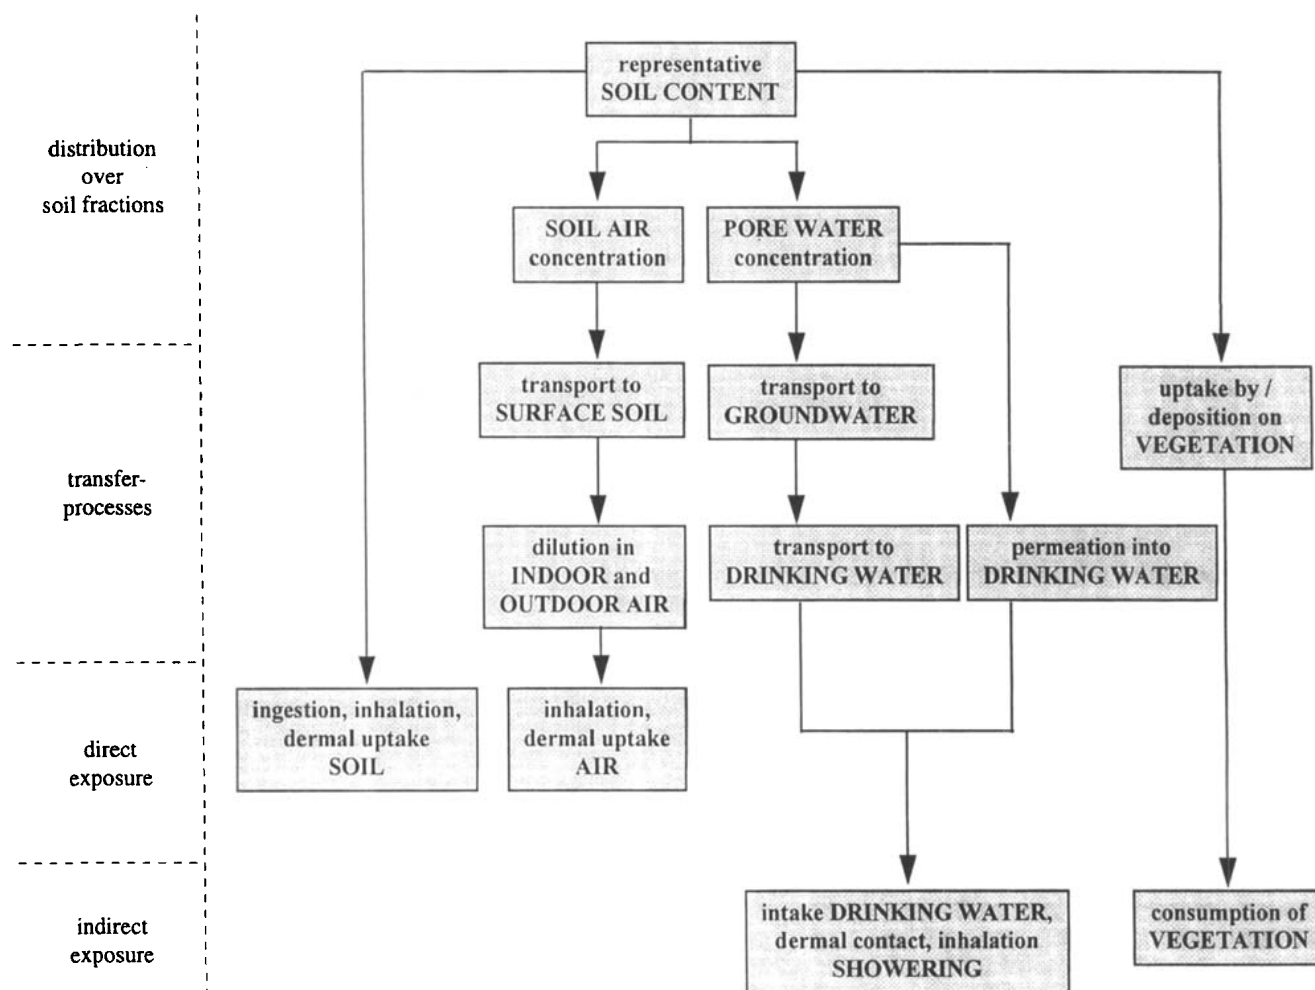 representative
SOIL CONTENT
distribution
over
soil fractions
SOIL AIR
concentration
PORE WATER
concentration
transport to
SURFACE SOIL
transport to
GROUNDWATER
uptake by /
deposition on
VEGETATION
transfer-
processes
dilution in
INDOOR and
OUTDOOR AIR
transport to
DRINKING WATER
permeation into
DRINKING WATER
direct
exposure
ingestion, inhalation,
dermal uptake
SOIL
inhalation,
dermal uptake
AIR
indirect
exposure
intake DRINKING WATER,
dermal contact, inhalation
SHOWERING
consumption of
VEGETATION